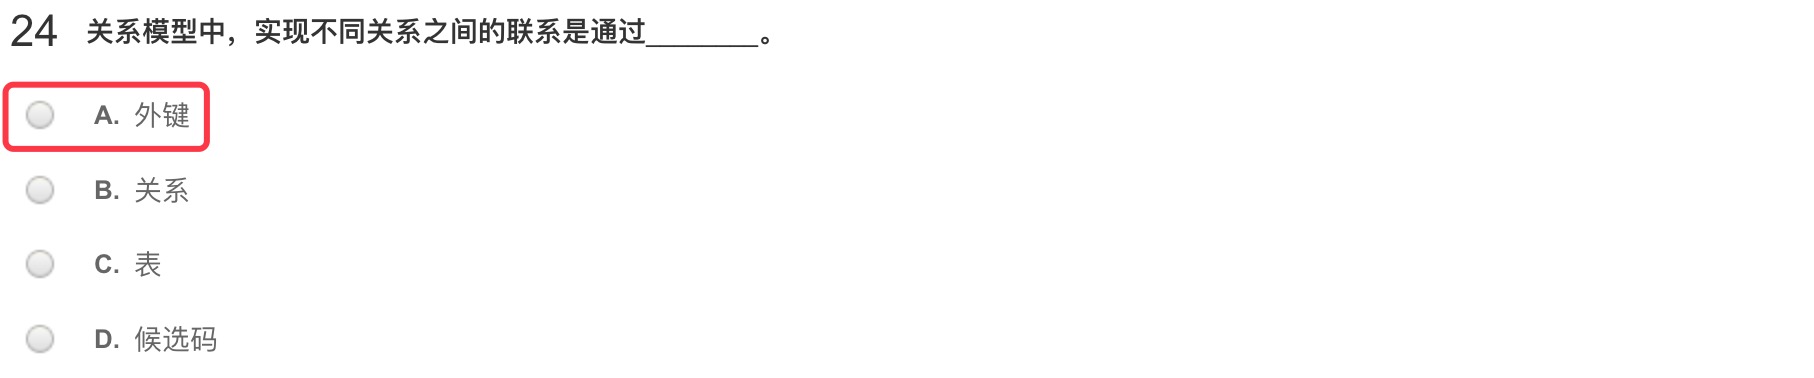 24 关系模型中，实现不同关系之间的联系是通过________。
A. 外键
B. 关系
C. 表
D. 候选码